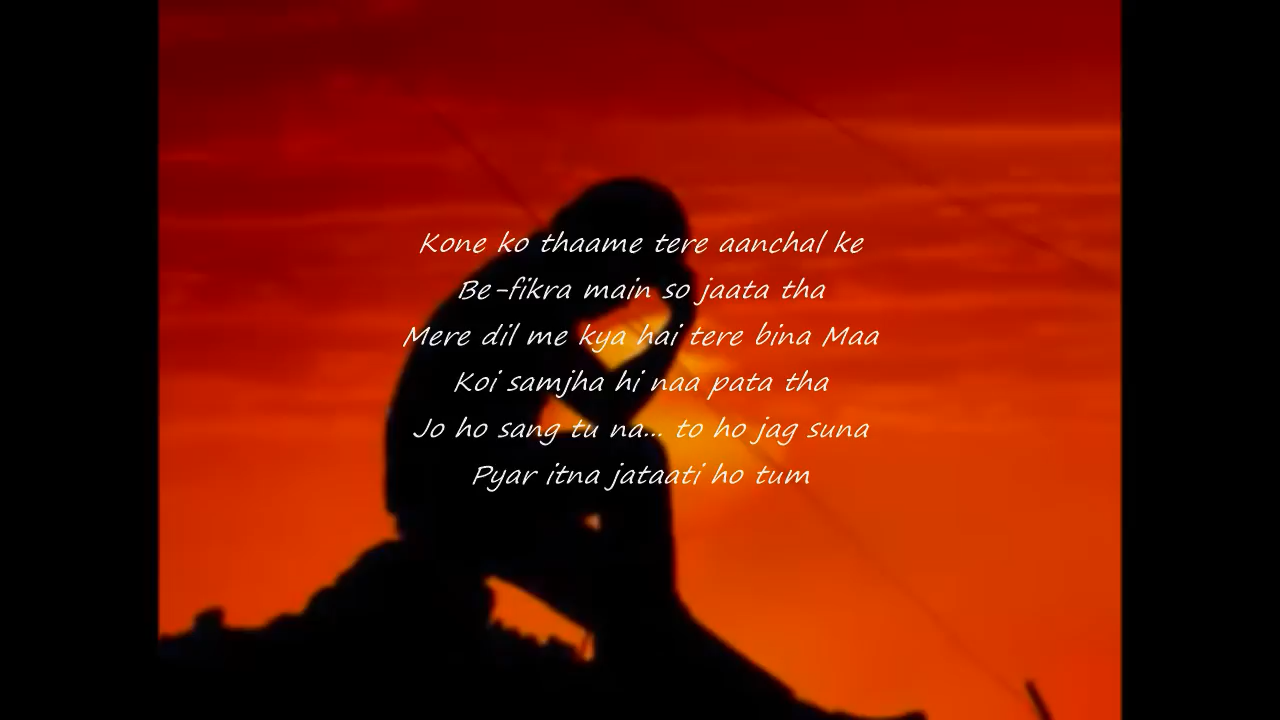 Kone ko thaame tere aanchal ke
Be-fikra main so jaata tha
Mere dil me kya hai tere bina Maa
Koi samjha hi naa pata tha
Jo ho sang tu na... to ho jag suna
Pyar itna jataati ho tum